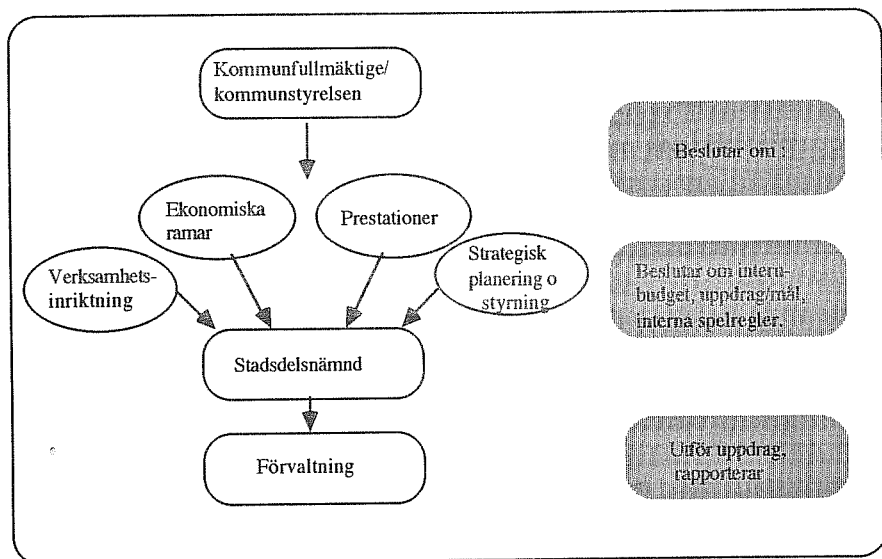 Kommunfullmäktige/
kommunstyrelsen
Beslutar om :
Ekonomiska
ramar
Prestationer
Verksamhets-
inriktning
Strategisk
planering o
styrning
Beslutar om intern-
budget, uppdrag/mål,
interna spelregler.
Stadsdelsnämnd
Förvaltning
Utför uppdrag,
rapporterar